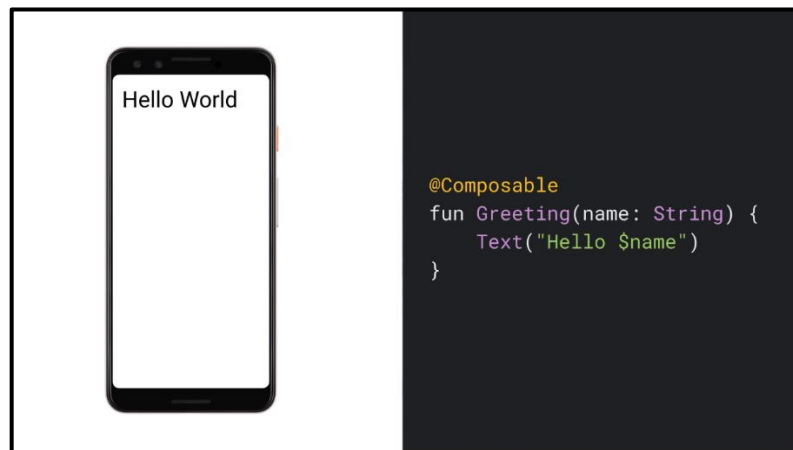 Hello World
@Composable
fun Greeting(name: String) {
    Text("Hello $name")
}